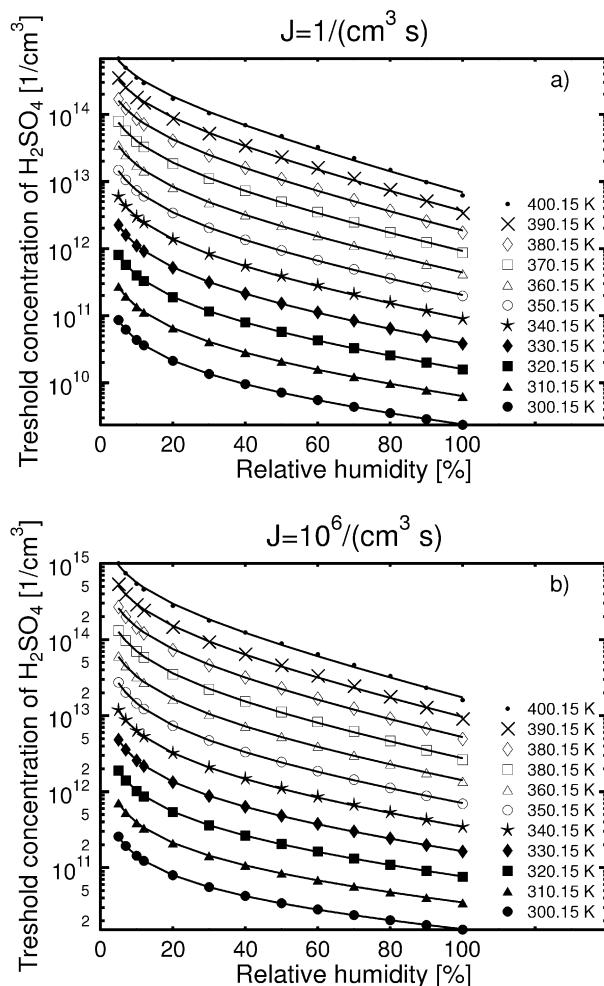 J=1/(cm³ s)
Treshold concentration of H₂SO₄ [1/cm³]
a)
10¹⁴
10¹³
10¹²
10¹¹
10¹⁰
400.15 K
390.15 K
380.15 K
370.15 K
360.15 K
350.15 K
340.15 K
330.15 K
320.15 K
310.15 K
300.15 K
0 20 40 60 80 100
Relative humidity [%]
J=10⁶/(cm³ s)
Treshold concentration of H₂SO₄ [1/cm³]
b)
10¹⁵
5
2
10¹⁴
5
2
10¹³
5
2
10¹²
5
2
10¹¹
5
2
400.15 K
390.15 K
380.15 K
380.15 K
360.15 K
350.15 K
340.15 K
330.15 K
320.15 K
310.15 K
300.15 K
0 20 40 60 80 100
Relative humidity [%]